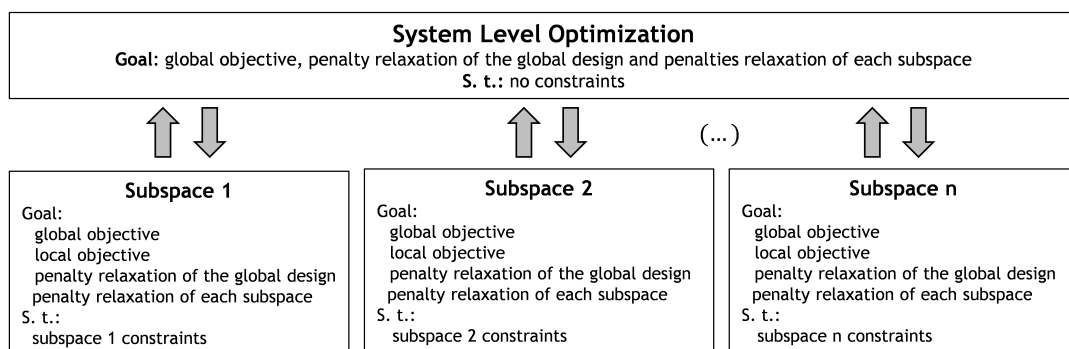 System Level Optimization
Goal: global objective, penalty relaxation of the global design and penalties relaxation of each subspace
S. t.: no constraints
(...)
Subspace 1
Goal:
global objective
local objective
penalty relaxation of the global design
penalty relaxation of each subspace
S. t.:
subspace 1 constraints
Subspace 2
Goal:
global objective
local objective
penalty relaxation of the global design
penalty relaxation of each subspace
S. t.:
subspace 2 constraints
Subspace n
Goal:
global objective
local objective
penalty relaxation of the global design
penalty relaxation of each subspace
S. t.:
subspace n constraints